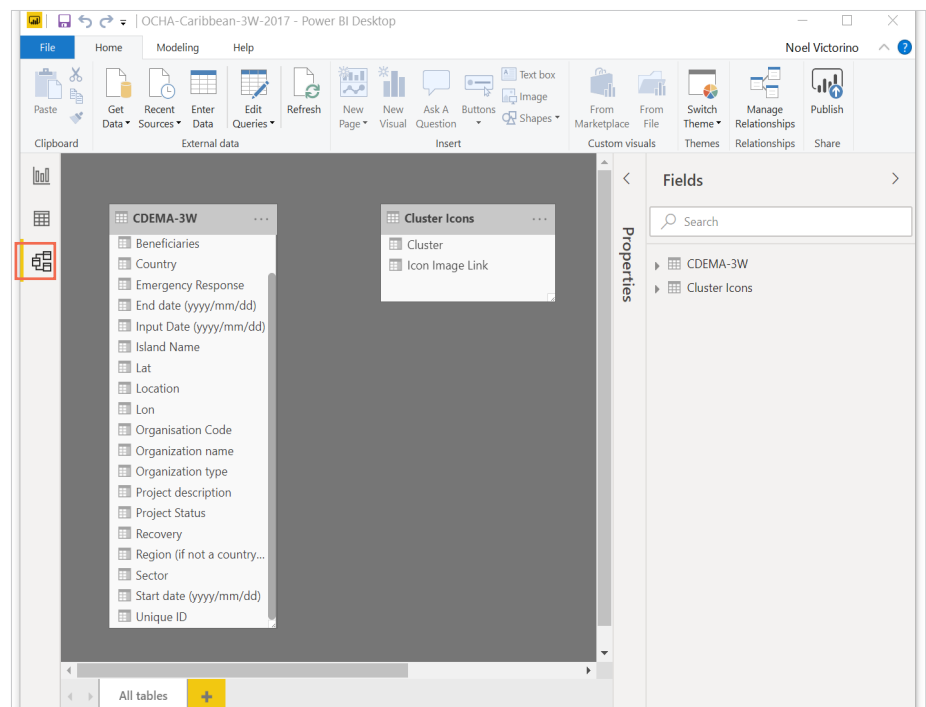 OCHA-Caribbean-3W-2017 - Power BI Desktop
File Home Modeling Help Noel Victorino ?
Paste
Get Data
Recent Sources
Enter Data
Edit Queries
Refresh
New Page
New Visual
Ask A Question
Buttons
Text box
Image
Shapes
From Marketplace
From File
Switch Theme
Manage Relationships
Publish
Clipboard External data Insert Custom visuals Themes Relationships Share
CDEMA-3W ...
Beneficiaries
Country
Emergency Response
End date (yyyy/mm/dd)
Input Date (yyyy/mm/dd)
Island Name
Lat
Location
Lon
Organisation Code
Organization name
Organization type
Project description
Project Status
Recovery
Region (if not a country...
Sector
Start date (yyyy/mm/dd)
Unique ID
Cluster Icons ...
Cluster
Icon Image Link
Properties
Fields
Search
CDEMA-3W
Cluster Icons
All tables +